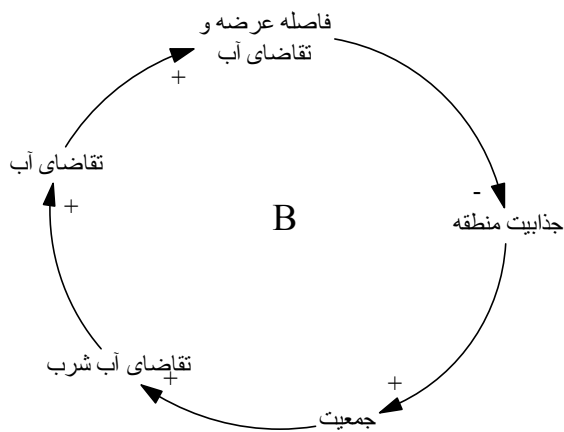 فاصله عرضه و
تقاضای آب
+
تقاضای آب
+
-
جذابیت منطقه
B
تقاضای آب شرب
+
+
جمعیت